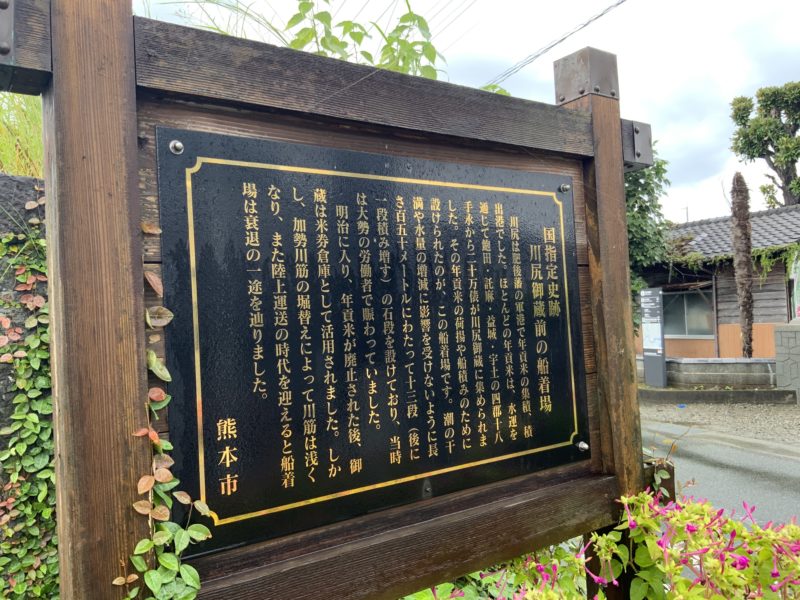 国指定史跡
川尻御蔵前の船着場
川尻は肥後藩の軍港で年貢米の集積、積
出港でした。ほとんどの年貢米は、水運を
通じて飽田・託麻・益城・宇土の四郡十八
手永から二十万俵が川尻御蔵に集められま
した。その年貢米の荷揚や船積みのために
設けられたのが、この船着場です。潮の干
満や水量の増減に影響を受けないように長
さ百五十メートルにわたって十三段（後に
一段積み増す）の石段を設けており、当時
は大勢の労働者で賑わっていました。
明治に入り、年貢米が廃止された後、御
蔵は米券倉庫として活用されました。しか
し、加勢川筋の堀替えによって川筋は浅く
なり、また陸上運送の時代を迎えると船着
場は衰退の一途を辿りました。
熊本市